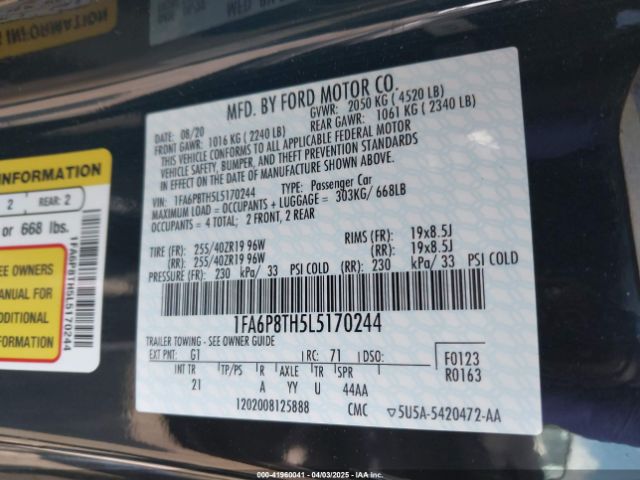 INFORMATION
MFD. BY FORD MOTOR CO.
DATE: 08/20 GVWR: 2050 KG ( 4520 LB)
FRONT GAWR: 1016 KG ( 2240 LB) REAR GAWR: 1061 KG ( 2340 LB)
THIS VEHICLE CONFORMS TO ALL APPLICABLE FEDERAL MOTOR
VEHICLE SAFETY, BUMPER, AND THEFT PREVENTION STANDARDS
IN EFFECT ON THE DATE OF MANUFACTURE SHOWN ABOVE.
VIN: 1FA6P8TH5L5170244 TYPE: Passenger Car
MAXIMUM LOAD = OCCUPANTS + LUGGAGE = 303KG/ 668LB
OCCUPANTS = 4 TOTAL; 2 FRONT, 2 REAR
TIRE (FR): 255/40ZR19 96W RIMS (FR): 19x8.5J
(RR): 255/40ZR19 96W (RR): 19x8.5J
PRESSURE (FR): 230 kPa/ 33 PSI COLD (RR): 230 kPa/ 33 PSI COLD
1FA6P8TH5L5170244
TRAILER TOWING - SEE OWNER GUIDE
EXT PNT: G1 RC: 71 DSO: F0123
R0163
INT TR TP/PS R AXLE TR SPR
21 A YY U 44AA
1202008125888 CMC 5U5A-5420472-AA
INFORMATION
2 REAR: 2
or 668 lbs.
SEE OWNERS
MANUAL FOR
ADDITIONAL
INFORMATION
1FA6P8TH5L5170244
000-41960041 - 04/03/2025 - iaai.com